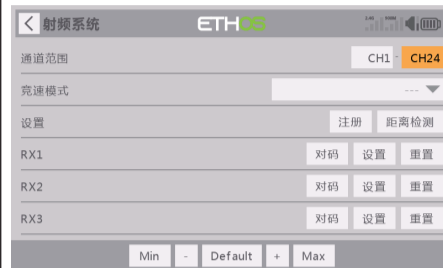 射频系统 ETHOS
通道范围 CH1 - CH24
竞速模式 ---
设置 注册 距离检测
RX1 对码 设置 重置
RX2 对码 设置 重置
RX3 对码 设置 重置
Min - Default + Max